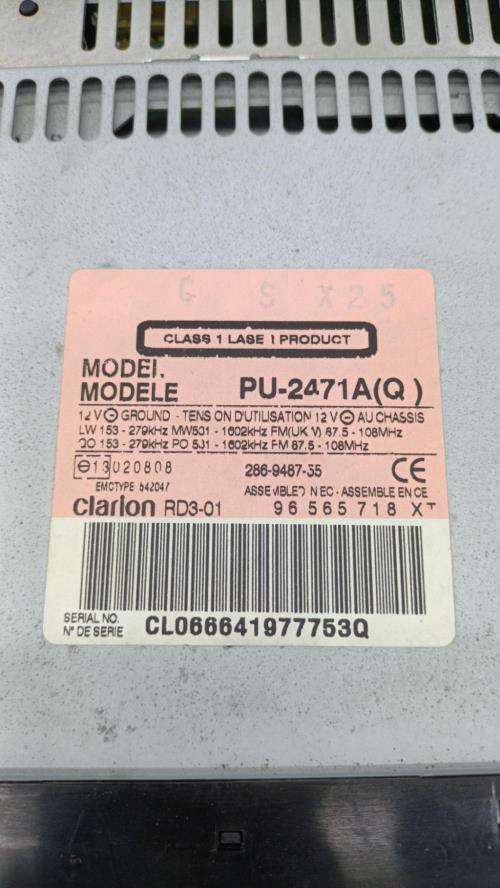 G S X25
CLASS 1 LASE 1 PRODUCT
MODEL
MODELE PU-2471A(Q)
12 V ⊖ GROUND - TENS ON D'UTILISATION 12 V ⊖ AU CHASSIS
LW 153 - 279kHz MW531 - 1602kHz FM(UK V) 87.5 - 108MHz
GO 153 - 279kHz PO 531 - 1602kHz FM 87.5 - 108MHz
e13 020808 286-9487-35 CE
EMCTYPE 542047 ASSEMBLED N EC - ASSEMBLE EN CE
Clarion RD3-01 96 565 718 XT
SERIAL NO.
N° DE SERIE CL0666641977753Q